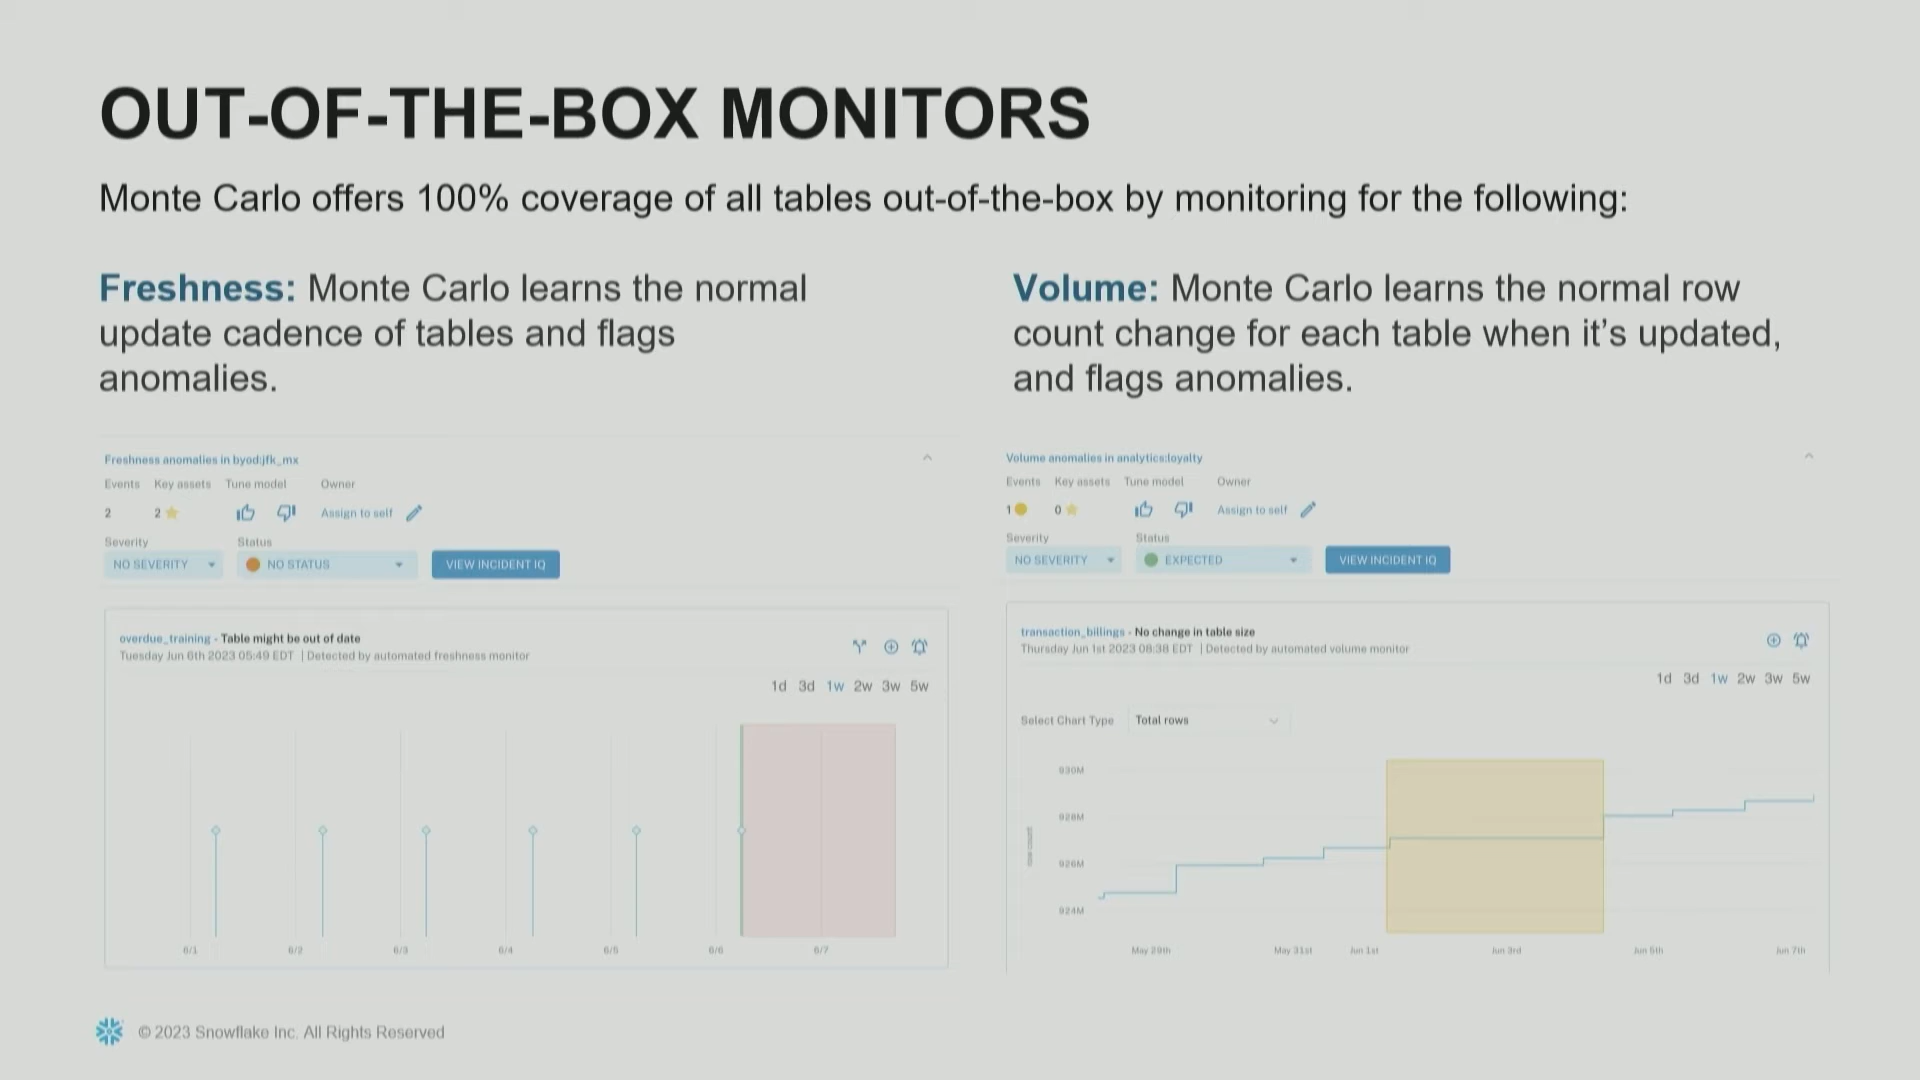 OUT-OF-THE-BOX MONITORS
Monte Carlo offers 100% coverage of all tables out-of-the-box by monitoring for the following:
Freshness: Monte Carlo learns the normal
update cadence of tables and flags
anomalies.
Freshness anomalies in byod:jfk_mx
Events Key assets Tune model Owner
2 2 Assign to self
Severity Status
NO SEVERITY NO STATUS VIEW INCIDENT IQ
overdue_training - Table might be out of date
Tuesday Jun 6th 2023 05:49 EDT | Detected by automated freshness monitor
1d 3d 1w 2w 3w 5w
6/1 6/2 6/3 6/4 6/5 6/6 6/7
Volume: Monte Carlo learns the normal row
count change for each table when it’s updated,
and flags anomalies.
Volume anomalies in analytics:loyalty
Events Key assets Tune model Owner
1 0 Assign to self
Severity Status
NO SEVERITY EXPECTED VIEW INCIDENT IQ
transaction_billings - No change in table size
Thursday Jun 1st 2023 08:38 EDT | Detected by automated volume monitor
1d 3d 1w 2w 3w 5w
Select Chart Type Total rows
930M
928M
926M
924M
row count
May 29th May 31st Jun 1st Jun 3rd Jun 5th Jun 7th
© 2023 Snowflake Inc. All Rights Reserved